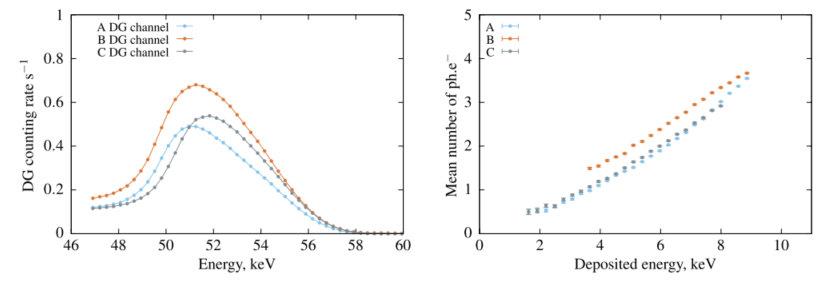 1
0.8
0.6
0.4
0.2
0
46 48 50 52 54 56 58 60
DG counting rate s⁻¹
Energy, keV
A DG channel
B DG channel
C DG channel
5
4
3
2
1
0
0 2 4 6 8 10
Mean number of ph.e⁻
Deposited energy, keV
A
B
C